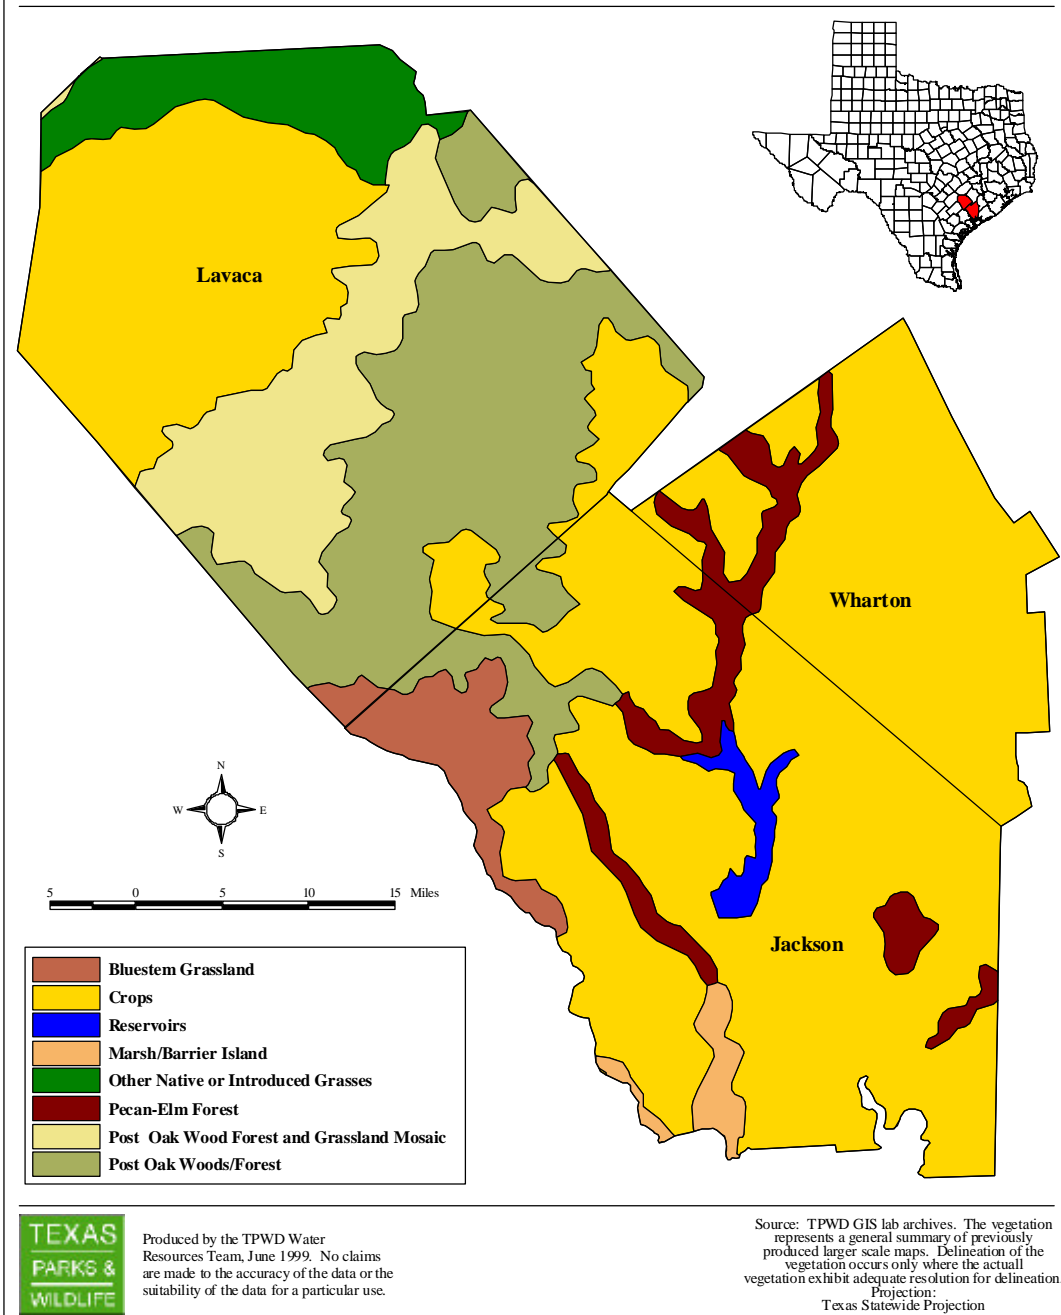 Lavaca
Wharton
N
W E
S
5 0 5 10 15 Miles
Jackson
Bluestem Grassland
Crops
Reservoirs
Marsh/Barrier Island
Other Native or Introduced Grasses
Pecan-Elm Forest
Post Oak Wood Forest and Grassland Mosaic
Post Oak Woods/Forest
TEXAS
PARKS &
WILDLIFE
Produced by the TPWD Water
Resources Team, June 1999. No claims
are made to the accuracy of the data or the
suitability of the data for a particular use.
Source: TPWD GIS lab archives. The vegetation
represents a general summary of previously
produced larger scale maps. Delineation of the
vegetation occurs only where the actuall
vegetation exhibit adequate resolution for delineation
Projection:
Texas Statewide Projection